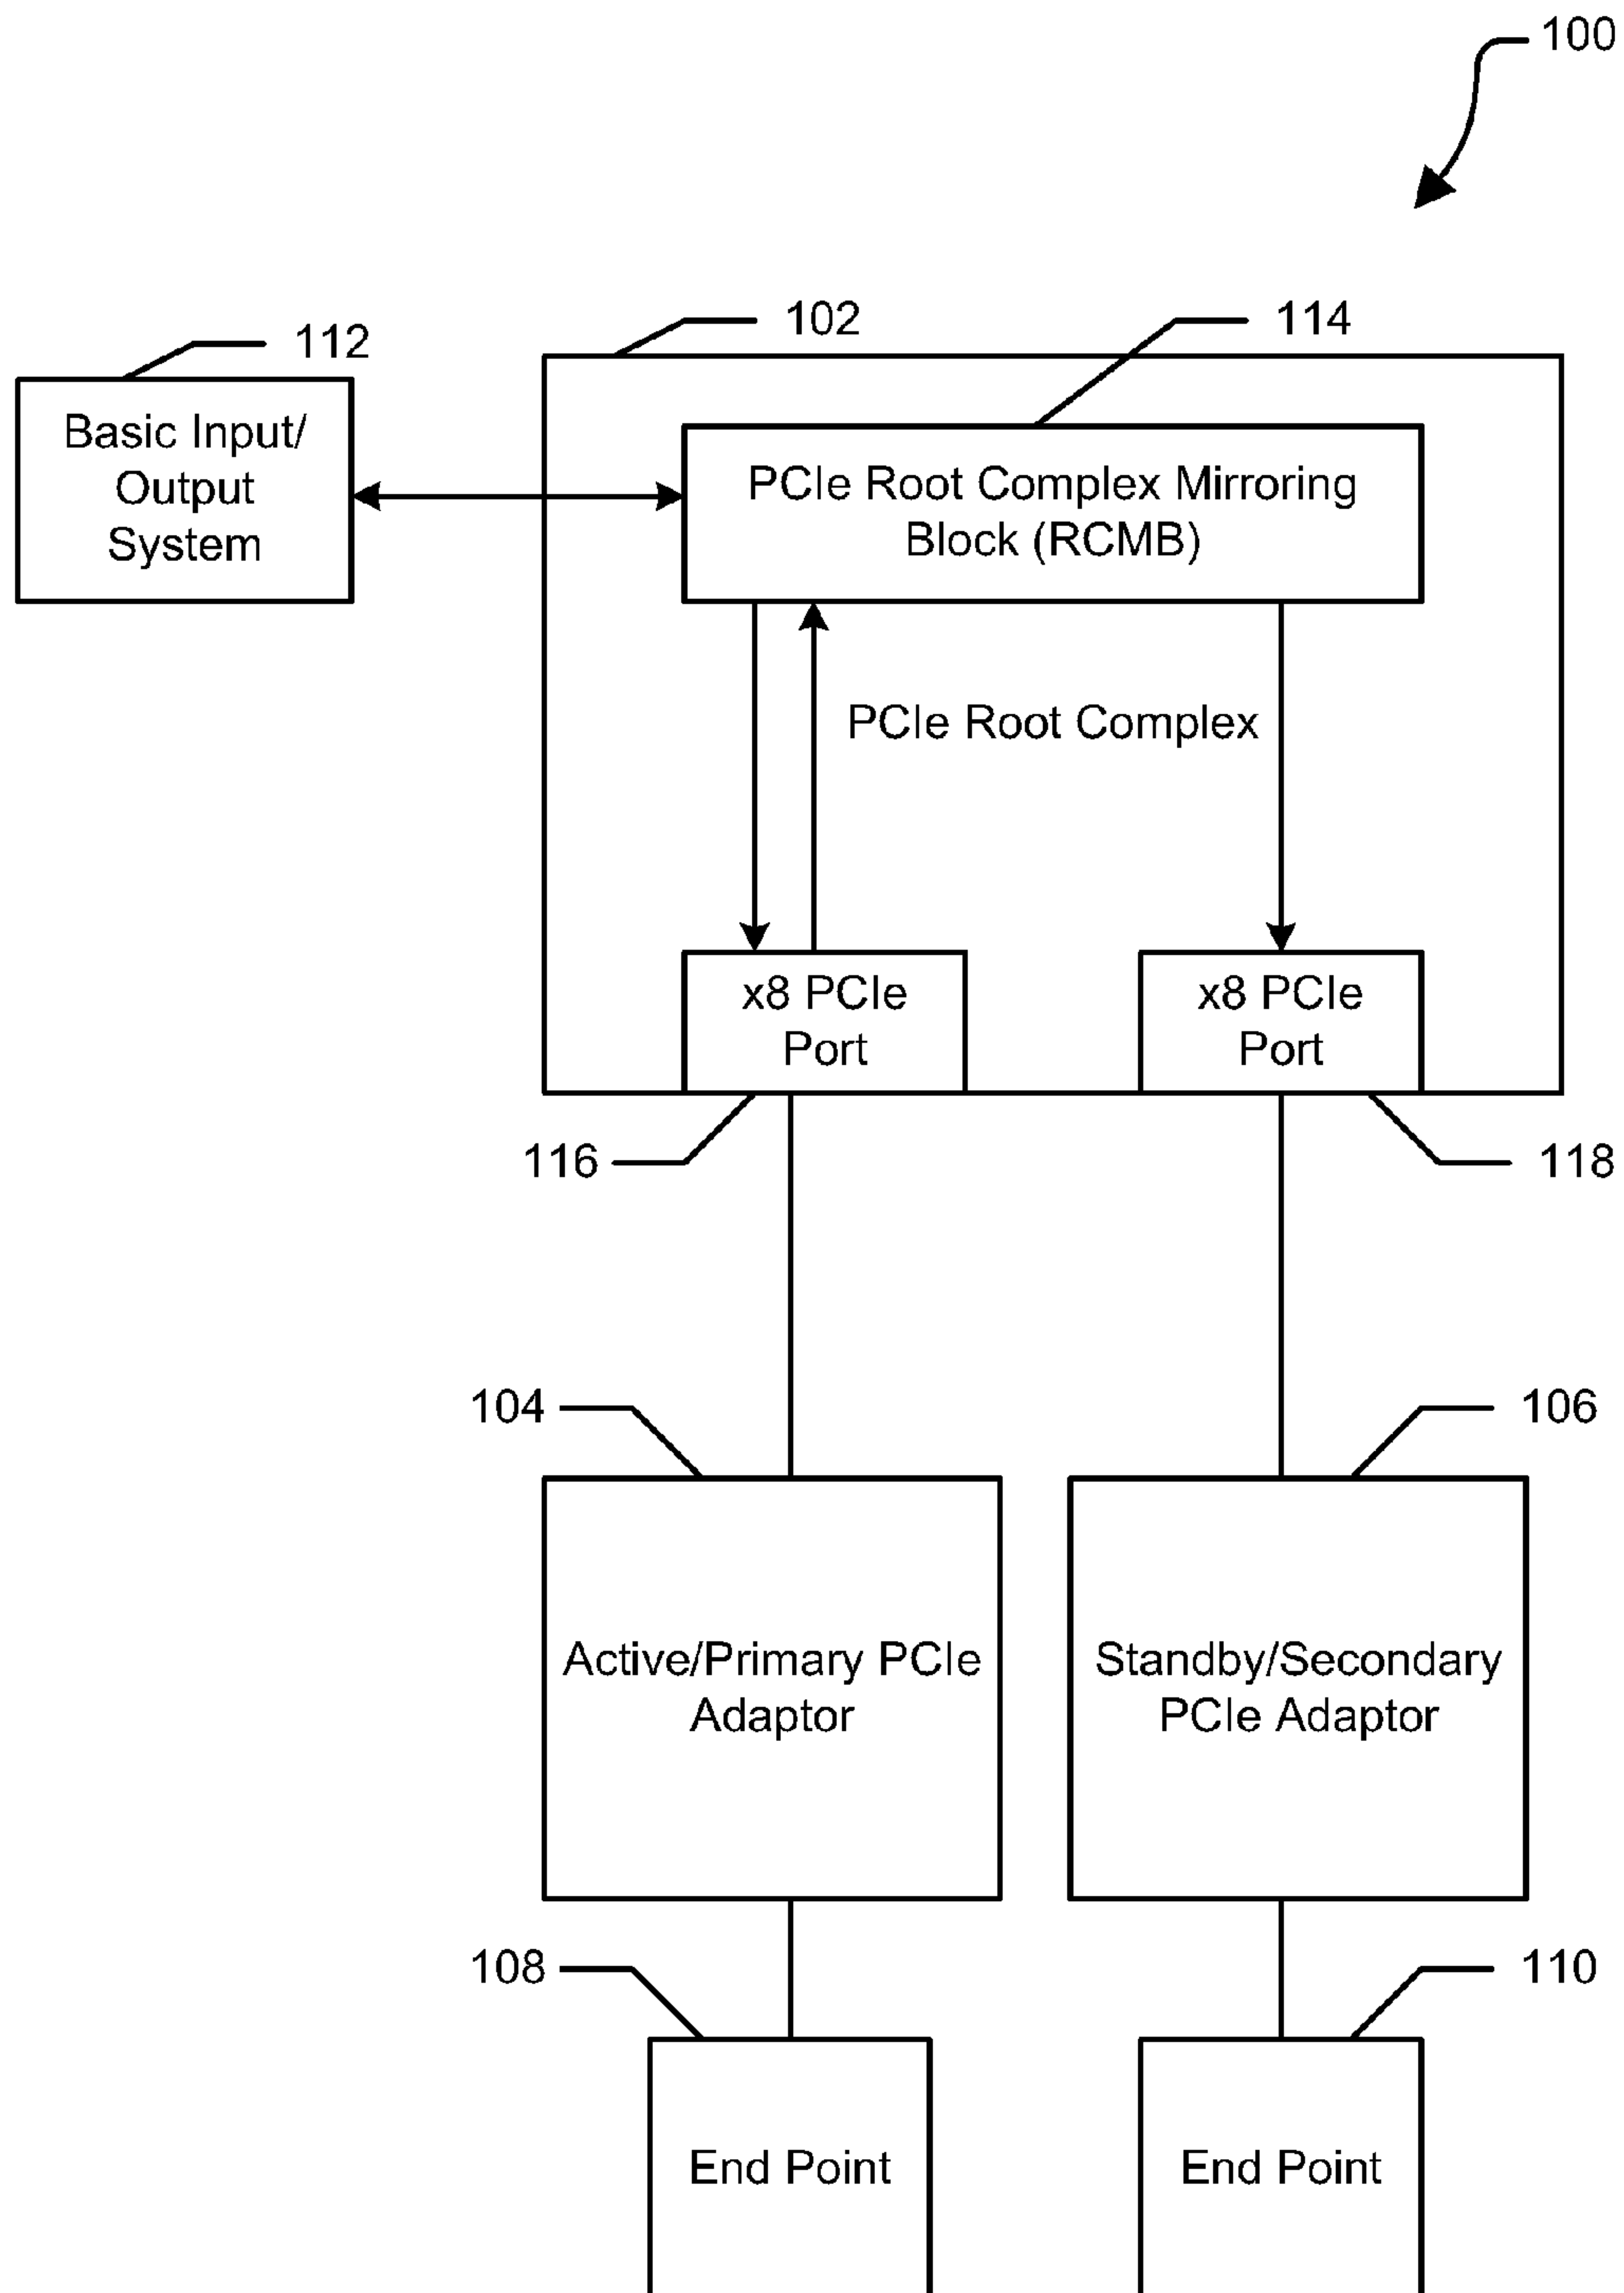 100
102
114
112
Basic Input/
Output
System
PCIe Root Complex Mirroring
Block (RCMB)
PCIe Root Complex
x8 PCIe
Port
x8 PCIe
Port
116
118
104
106
Active/Primary PCIe
Adaptor
Standby/Secondary
PCIe Adaptor
108
110
End Point
End Point